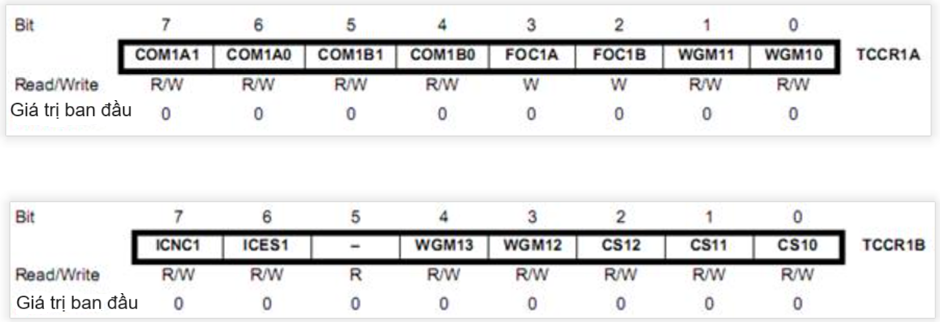 Bit 7 6 5 4 3 2 1 0
COM1A1 COM1A0 COM1B1 COM1B0 FOC1A FOC1B WGM11 WGM10 TCCR1A
Read/Write R/W R/W R/W R/W W W R/W R/W
Giá trị ban đầu 0 0 0 0 0 0 0 0
Bit 7 6 5 4 3 2 1 0
ICNC1 ICES1 – WGM13 WGM12 CS12 CS11 CS10 TCCR1B
Read/Write R/W R/W R R/W R/W R/W R/W R/W
Giá trị ban đầu 0 0 0 0 0 0 0 0